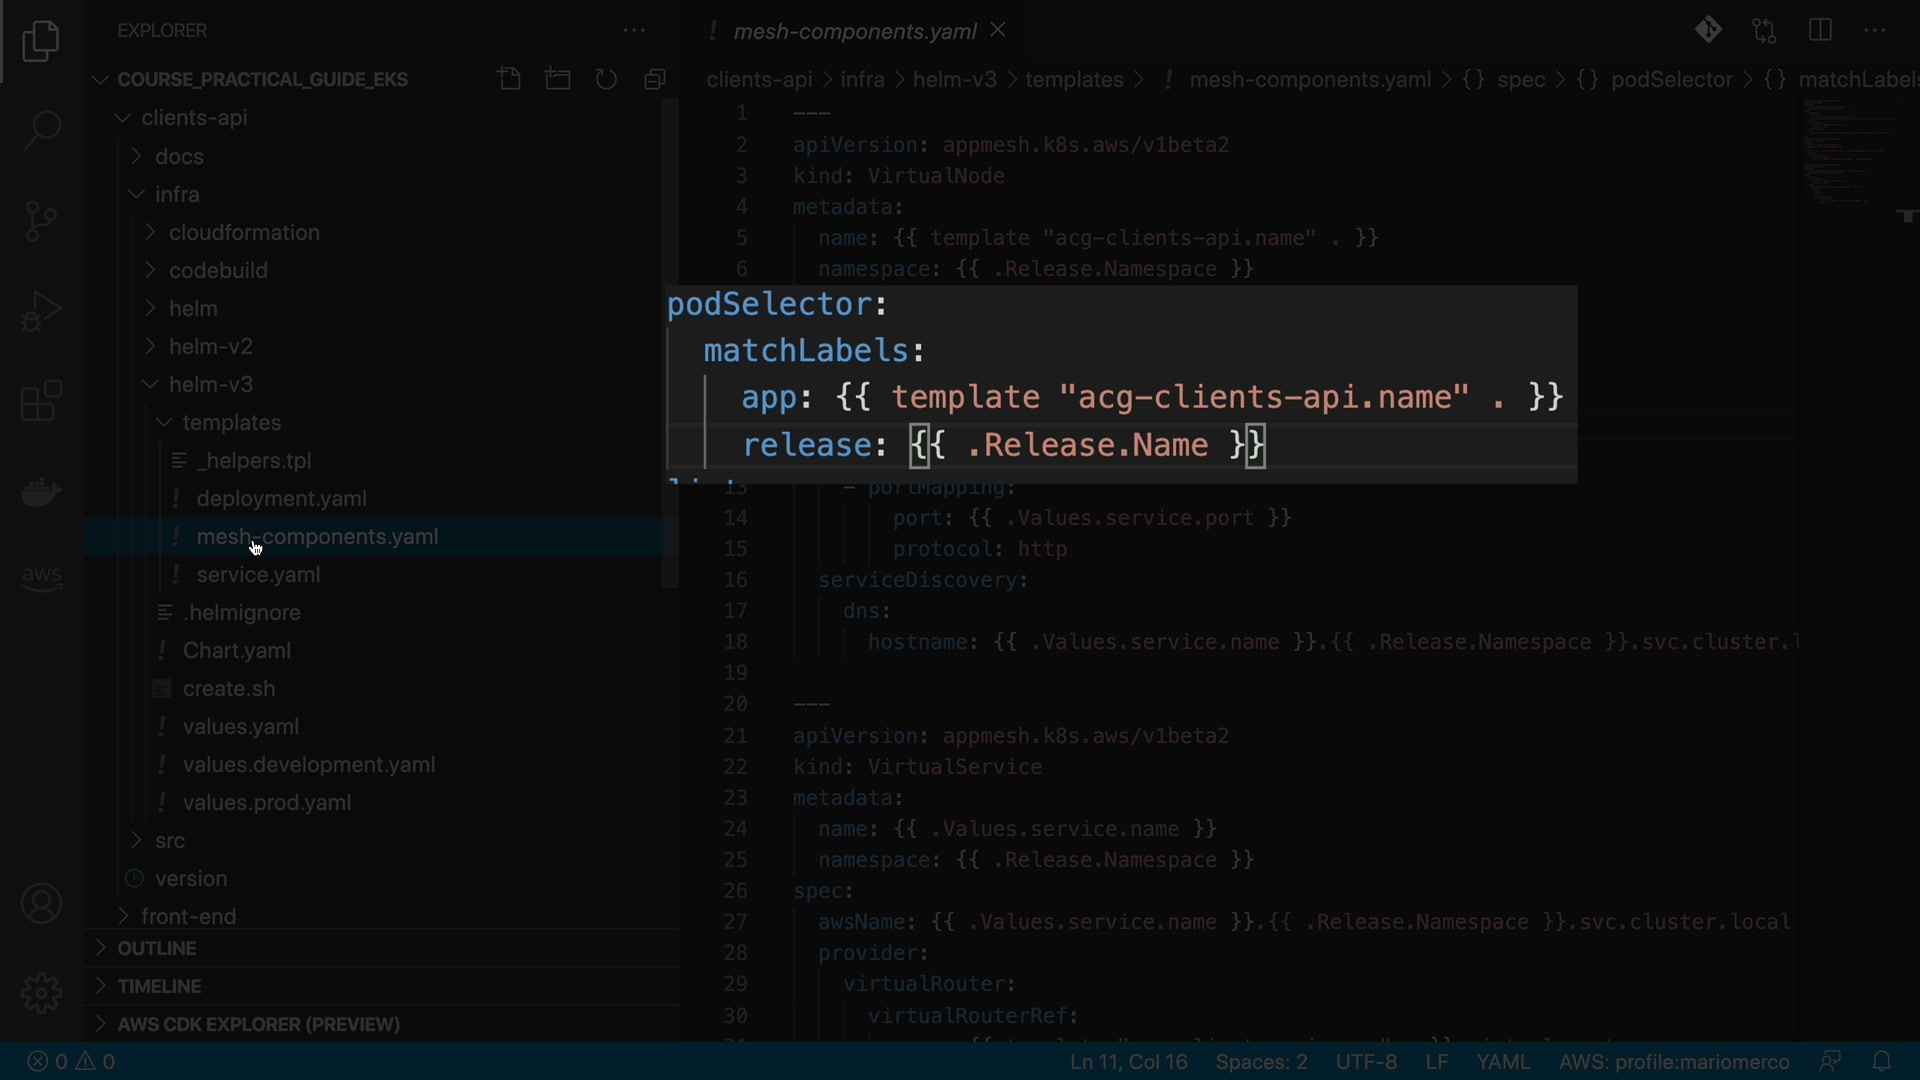 EXPLORER
COURSE_PRACTICAL_GUIDE_EKS
clients-api
docs
infra
cloudformation
codebuild
helm
helm-v2
helm-v3
templates
_helpers.tpl
! deployment.yaml
! mesh-components.yaml
! service.yaml
.helmignore
! Chart.yaml
create.sh
! values.yaml
! values.development.yaml
! values.prod.yaml
src
version
front-end
OUTLINE
TIMELINE
AWS CDK EXPLORER (PREVIEW)
aws
! mesh-components.yaml
clients-api > infra > helm-v3 > templates > ! mesh-components.yaml > {} spec > {} podSelector > {} matchLabels
1 ---
2 apiVersion: appmesh.k8s.aws/v1beta2
3 kind: VirtualNode
4 metadata:
5 name: {{ template "acg-clients-api.name" . }}
6 namespace: {{ .Release.Namespace }}
podSelector:
matchLabels:
app: {{ template "acg-clients-api.name" . }}
release: {{ .Release.Name }}
13 - portMapping:
14 port: {{ .Values.service.port }}
15 protocol: http
16 serviceDiscovery:
17 dns:
18 hostname: {{ .Values.service.name }}.{{ .Release.Namespace }}.svc.cluster.l
19
20 ---
21 apiVersion: appmesh.k8s.aws/v1beta2
22 kind: VirtualService
23 metadata:
24 name: {{ .Values.service.name }}
25 namespace: {{ .Release.Namespace }}
26 spec:
27 awsName: {{ .Values.service.name }}.{{ .Release.Namespace }}.svc.cluster.local
28 provider:
29 virtualRouter:
30 virtualRouterRef:
0 0
Ln 11, Col 16 Spaces: 2 UTF-8 LF YAML AWS: profile:mariomerco